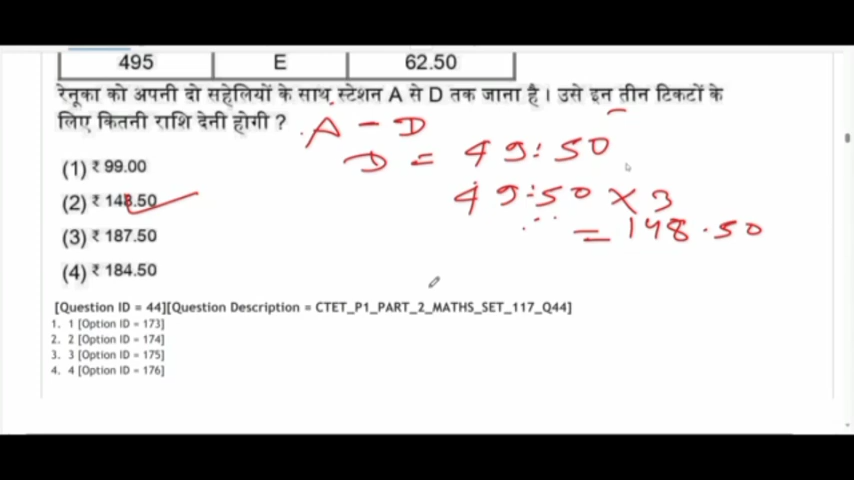 495 E 62.50
रेनूका को अपनी दो सहेलियों के साथ स्टेशन A से D तक जाना है। उसे इन तीन टिकटों के
लिए कितनी राशि देनी होगी ?
A - D
D = 49:50
(1) ₹ 99.00
49:50 × 3
(2) ₹ 148.50
= 148.50
(3) ₹ 187.50
(4) ₹ 184.50
[Question ID = 44][Question Description = CTET_P1_PART_2_MATHS_SET_117_Q44]
1. 1 [Option ID = 173]
2. 2 [Option ID = 174]
3. 3 [Option ID = 175]
4. 4 [Option ID = 176]